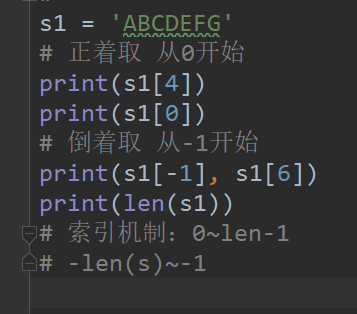 s1 = 'ABCDEFG'
# 正着取 从0开始
print(s1[4])
print(s1[0])
# 倒着取 从-1开始
print(s1[-1], s1[6])
print(len(s1))
# 索引机制：0~len-1
# -len(s)~-1